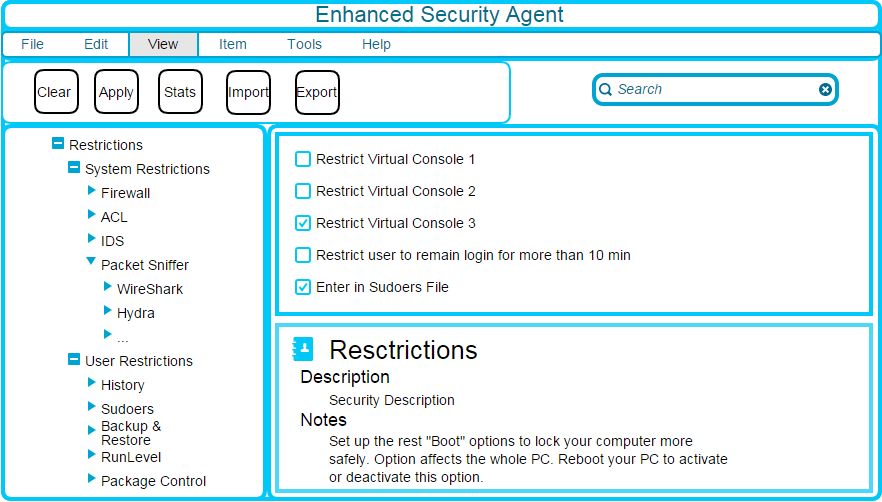 Enhanced Security Agent
File Edit View Item Tools Help
Clear Apply Stats Import Export Search
Restrictions
System Restrictions
Firewall
ACL
IDS
Packet Sniffer
WireShark
Hydra
...
User Restrictions
History
Sudoers
Backup &
Restore
RunLevel
Package Control
Restrict Virtual Console 1
Restrict Virtual Console 2
Restrict Virtual Console 3
Restrict user to remain login for more than 10 min
Enter in Sudoers File
Resctrictions
Description
Security Description
Notes
Set up the rest "Boot" options to lock your computer more
safely. Option affects the whole PC. Reboot your PC to activate
or deactivate this option.